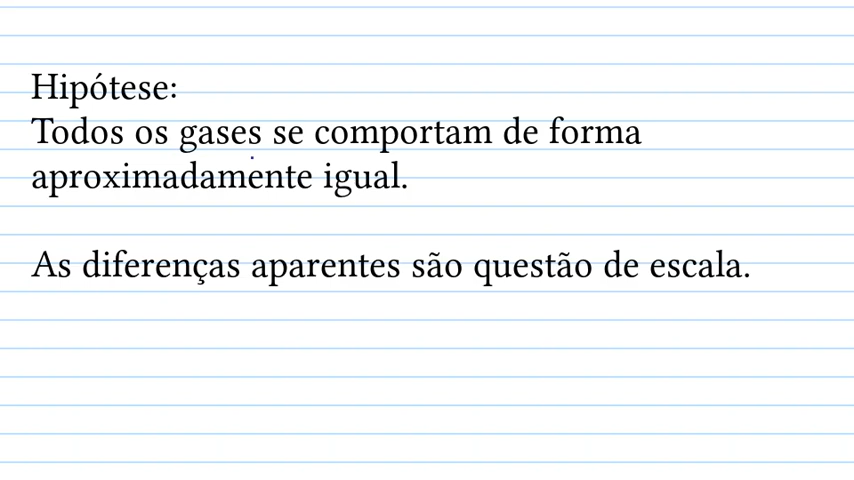 Hipótese:
Todos os gases se comportam de forma
aproximadamente igual.
As diferenças aparentes são questão de escala.